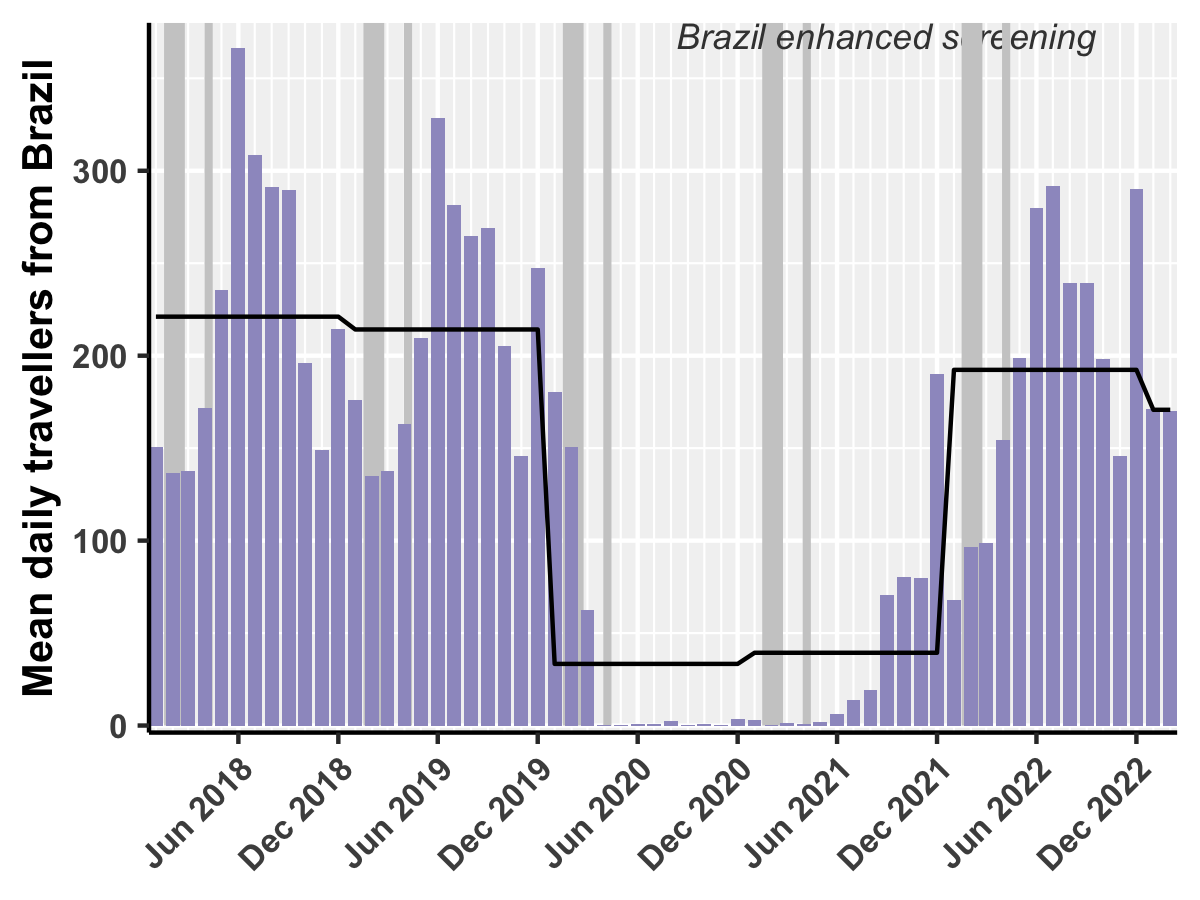 Brazil enhanced screening
Mean daily travellers from Brazil
300
200
100
0
Jun 2018
Dec 2018
Jun 2019
Dec 2019
Jun 2020
Dec 2020
Jun 2021
Dec 2021
Jun 2022
Dec 2022